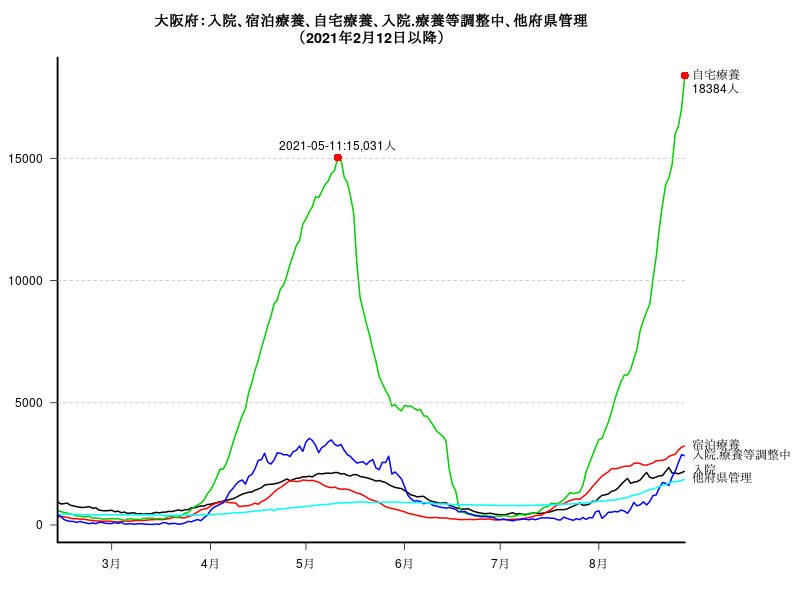 大阪府：入院、宿泊療養、自宅療養、入院.療養等調整中、他府県管理
（2021年2月12日以降）
自宅療養
18384人
2021-05-11:15,031人
15000
10000
5000
0
宿泊療養
入院.療養等調整中
入院
他府県管理
3月
4月
5月
6月
7月
8月